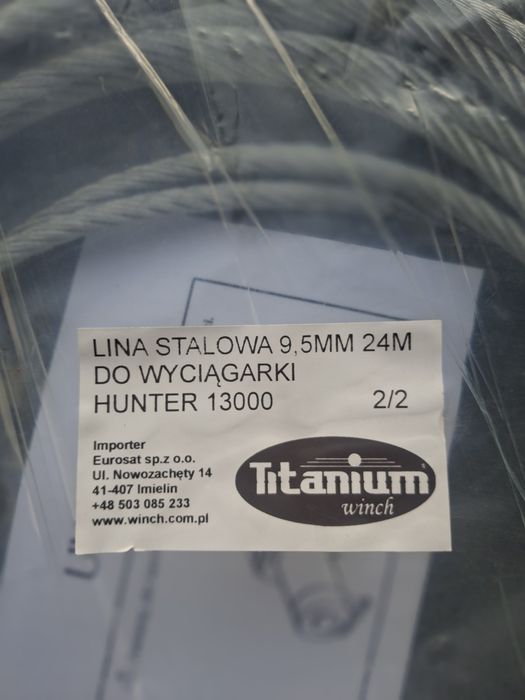 LINA STALOWA 9,5MM 24M
DO WYCIĄGARKI
HUNTER 13000 2/2
Importer
Eurosat sp.z o.o.
Ul. Nowozachęty 14
41-407 Imielin
+48 503 085 233
www.winch.com.pl
Titanium
winch